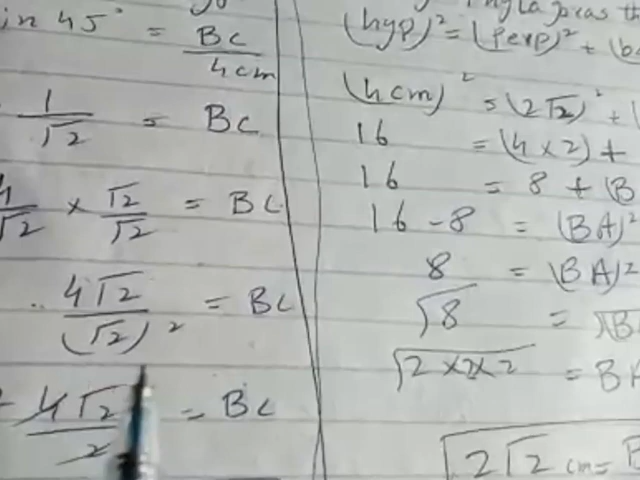 in 45° = BC / 4cm
1/√2 = BC
4/√2 × √2/√2 = BC
4√2/(√2)² = BC
4√2/2 = BC
(hyp)² = (perp)² + (b
(4cm)² = (2√2)² + (
16 = (4×2) +
16 = 8 + (B
16 - 8 = (BA)²
8 = (BA)²
√8 = √(B
√2×2×2 = BA
2√2 cm = B